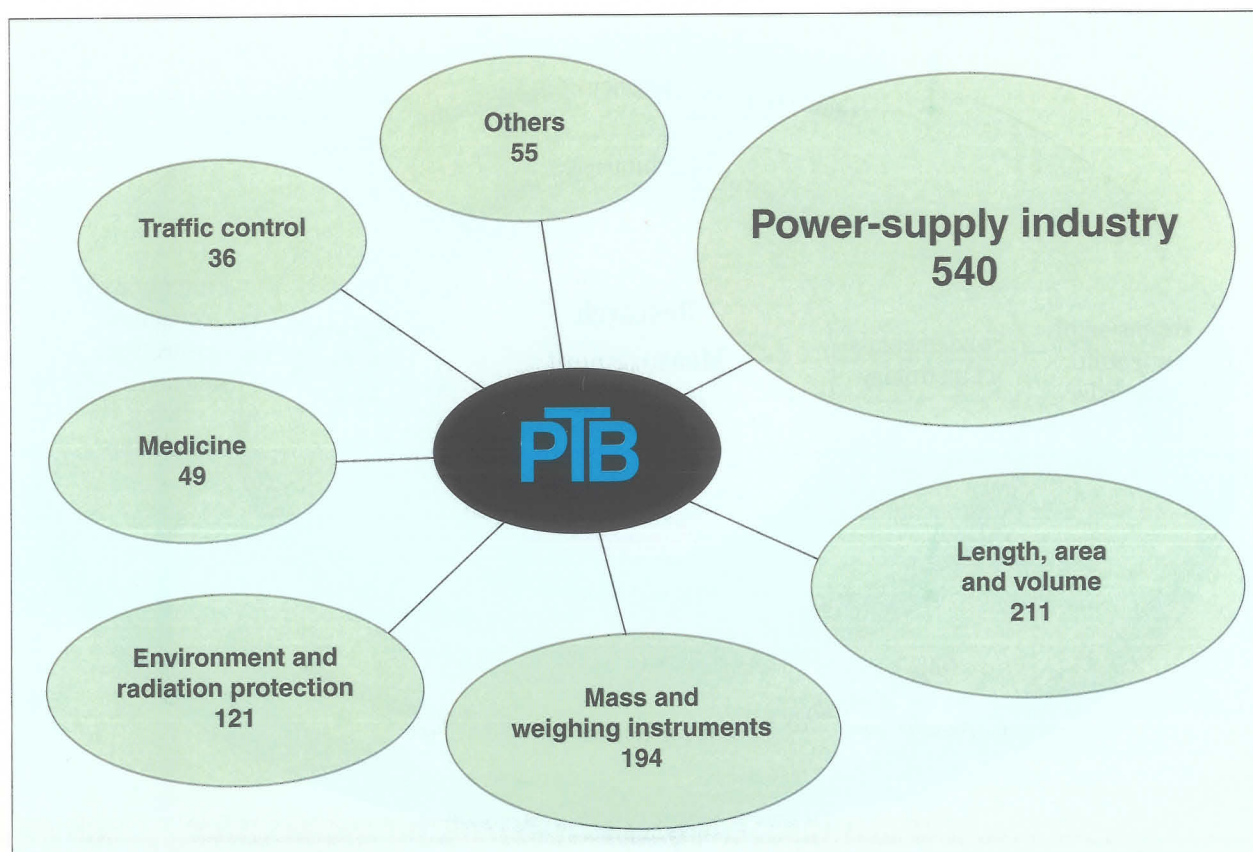 Others
55
Power-supply industry
540
Traffic control
36
Medicine
49
PTB
Length, area
and volume
211
Environment and
radiation protection
121
Mass and
weighing instruments
194